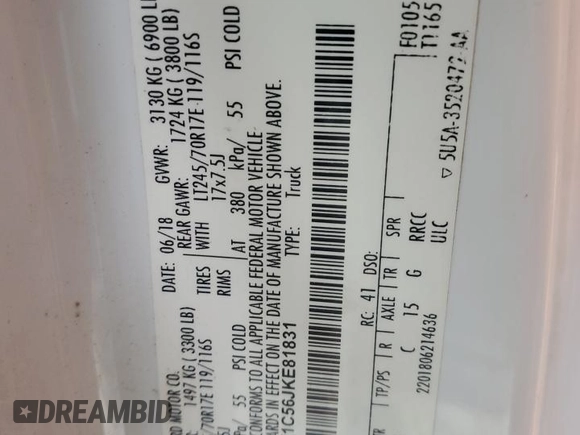 RD MOTOR CO.
DATE: 06/18 GVWR: 3130 KG ( 6900 L
1497 KG ( 3300 LB) REAR GAWR: 1724 KG ( 3800 LB)
/70R17E 119/116S TIRES WITH LT245/70R17E-119/116S
5J RIMS 17x7.5J
kPa/ 55 PSI COLD AT 380 kPa/ 55 PSI COLD
CONFORMS TO ALL APPLICABLE FEDERAL MOTOR VEHICLE-
ARDS IN EFFECT ON THE DATE OF MANUFACTURE SHOWN ABOVE.
1C56JKE81831 TYPE: Truck
F0105
T1165
RC: 41 DSO:
TR TP/PS R AXLE TR SPR
C 15 G RRCC
2201806214636 ULC
5U5A-3520472-AA
DREAMBID